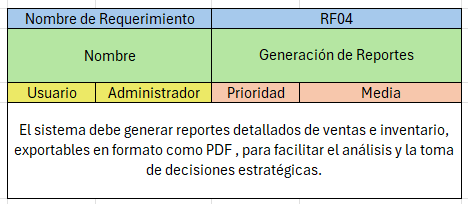 Nombre de Requerimiento RF04
Nombre Generación de Reportes
Usuario Administrador Prioridad Media
El sistema debe generar reportes detallados de ventas e inventario,
exportables en formato como PDF , para facilitar el análisis y la toma
de decisiones estratégicas.